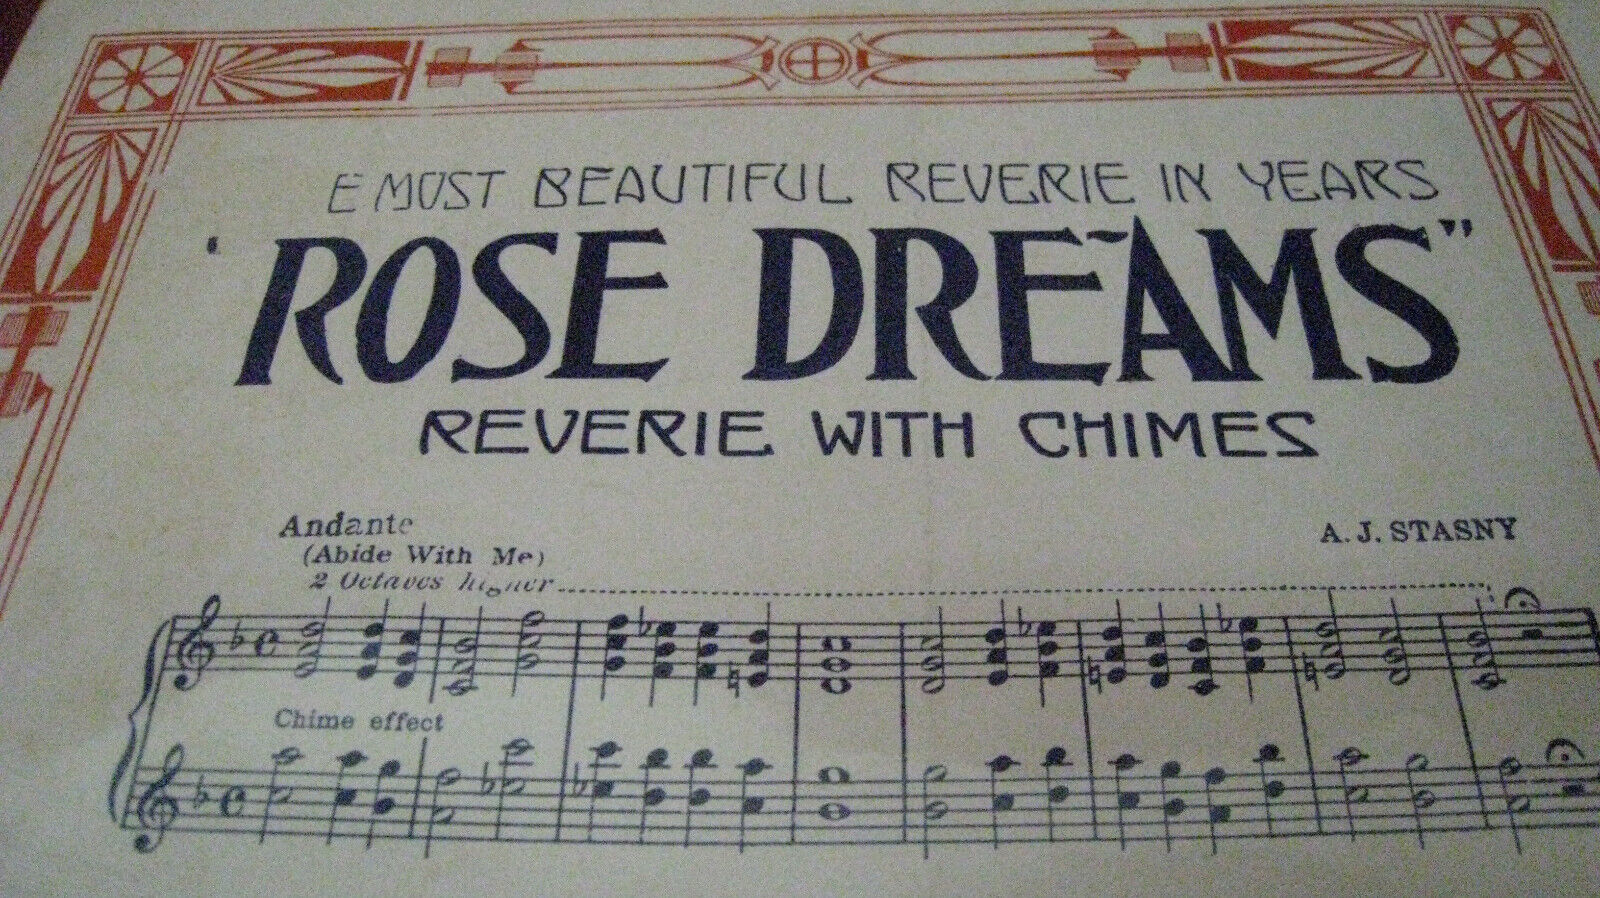 E MOST BEAUTIFUL REVERIE IN YEARS
'ROSE DREAMS"
REVERIE WITH CHIMES
Andante
A. J. STASNY
(Abide With Me)
2 Octaves higher
Chime effect